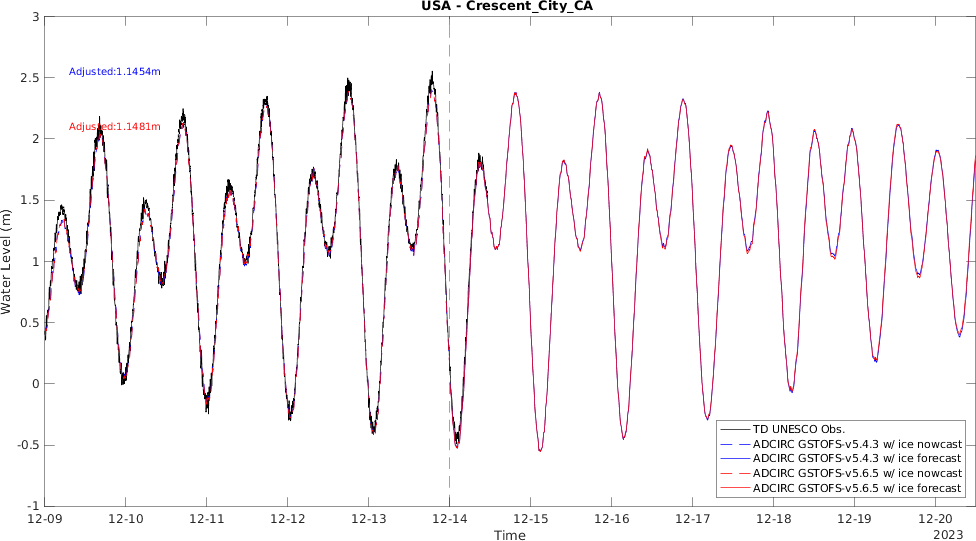 USA - Crescent_City_CA
3
2.5
2
1.5
1
0.5
0
-0.5
-1
Water Level (m)
Adjusted:1.1454m
Adjusted:1.1481m
TD UNESCO Obs.
ADCIRC GSTOFS-v5.4.3 w/ ice nowcast
ADCIRC GSTOFS-v5.4.3 w/ ice forecast
ADCIRC GSTOFS-v5.6.5 w/ ice nowcast
ADCIRC GSTOFS-v5.6.5 w/ ice forecast
12-09 12-10 12-11 12-12 12-13 12-14 12-15 12-16 12-17 12-18 12-19 12-20
Time
2023